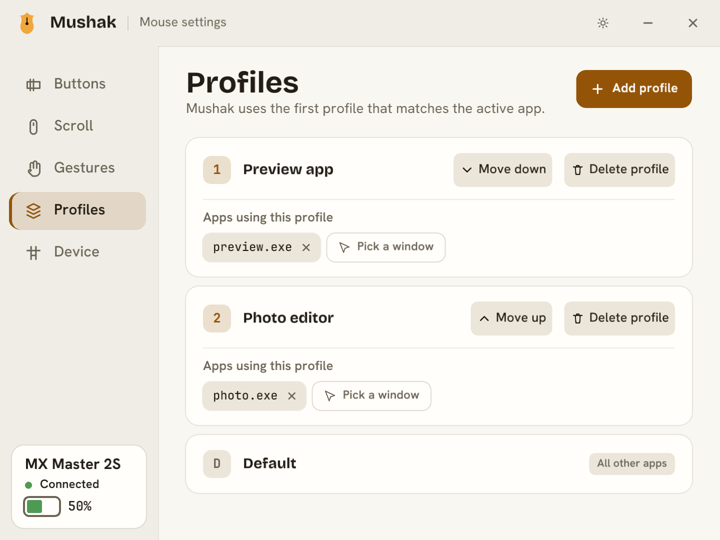 Mushak
Mouse settings
Buttons
Scroll
Gestures
Profiles
Device
MX Master 2S
Connected
50%
Profiles
Mushak uses the first profile that matches the active app.
Add profile
1 Preview app
Move down
Delete profile
Apps using this profile
preview.exe
Pick a window
2 Photo editor
Move up
Delete profile
Apps using this profile
photo.exe
Pick a window
D Default
All other apps